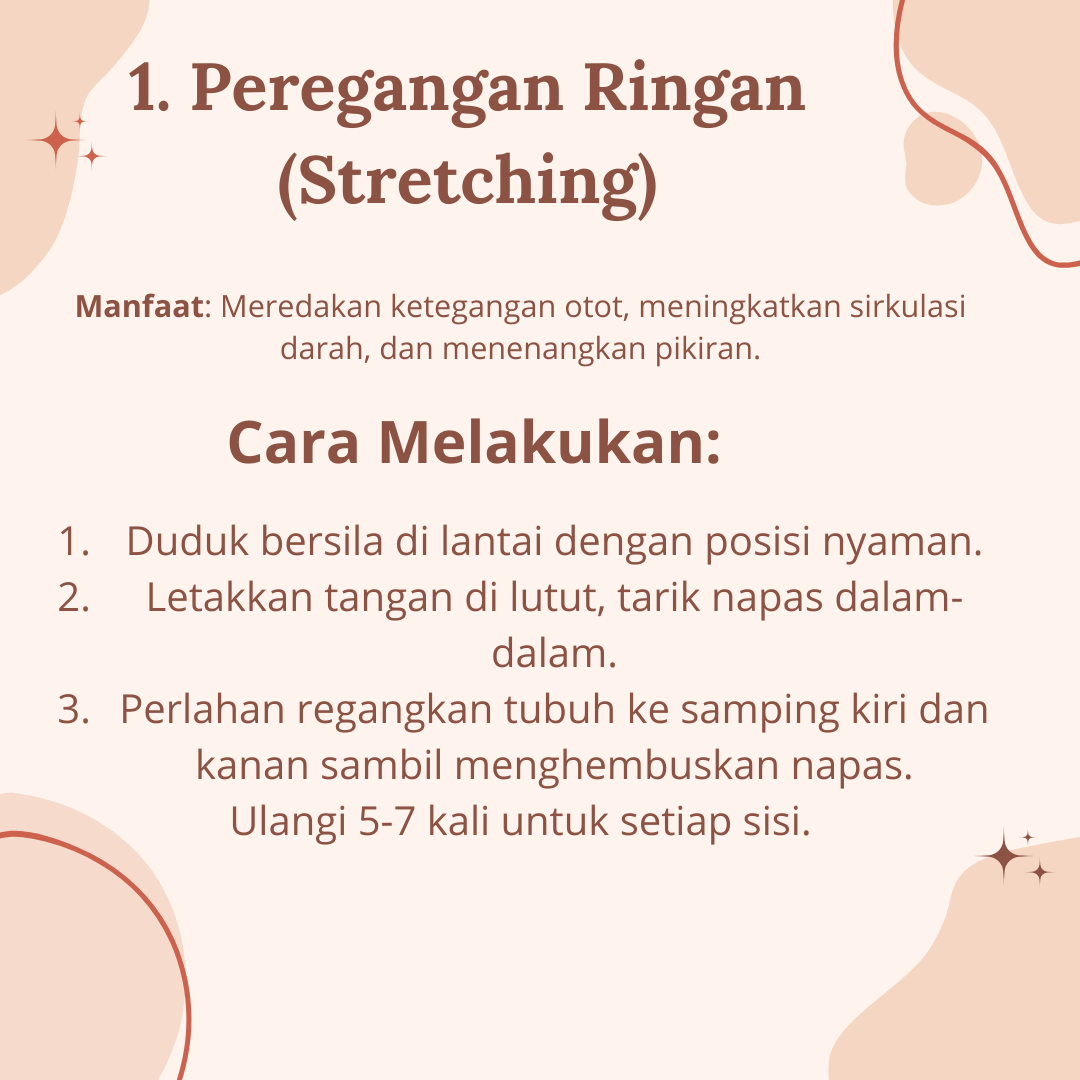 1. Peregangan Ringan
(Stretching)
Manfaat: Meredakan ketegangan otot, meningkatkan sirkulasi
darah, dan menenangkan pikiran.
Cara Melakukan:
1. Duduk bersila di lantai dengan posisi nyaman.
2. Letakkan tangan di lutut, tarik napas dalam-
dalam.
3. Perlahan regangkan tubuh ke samping kiri dan
kanan sambil menghembuskan napas.
Ulangi 5-7 kali untuk setiap sisi.